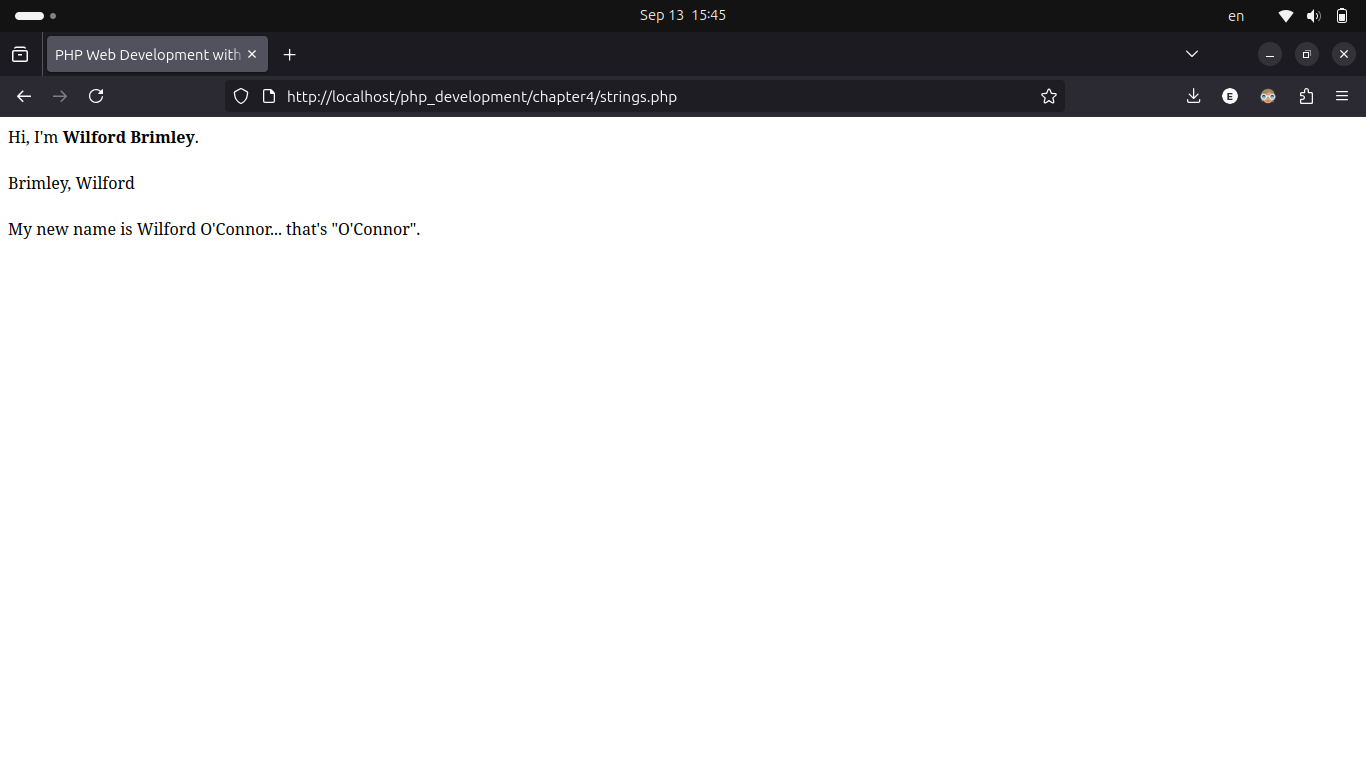 Sep 13 15:45
en
PHP Web Development with
http://localhost/php_development/chapter4/strings.php
E
Hi, I'm Wilford Brimley.
Brimley, Wilford
My new name is Wilford O'Connor... that's "O'Connor".